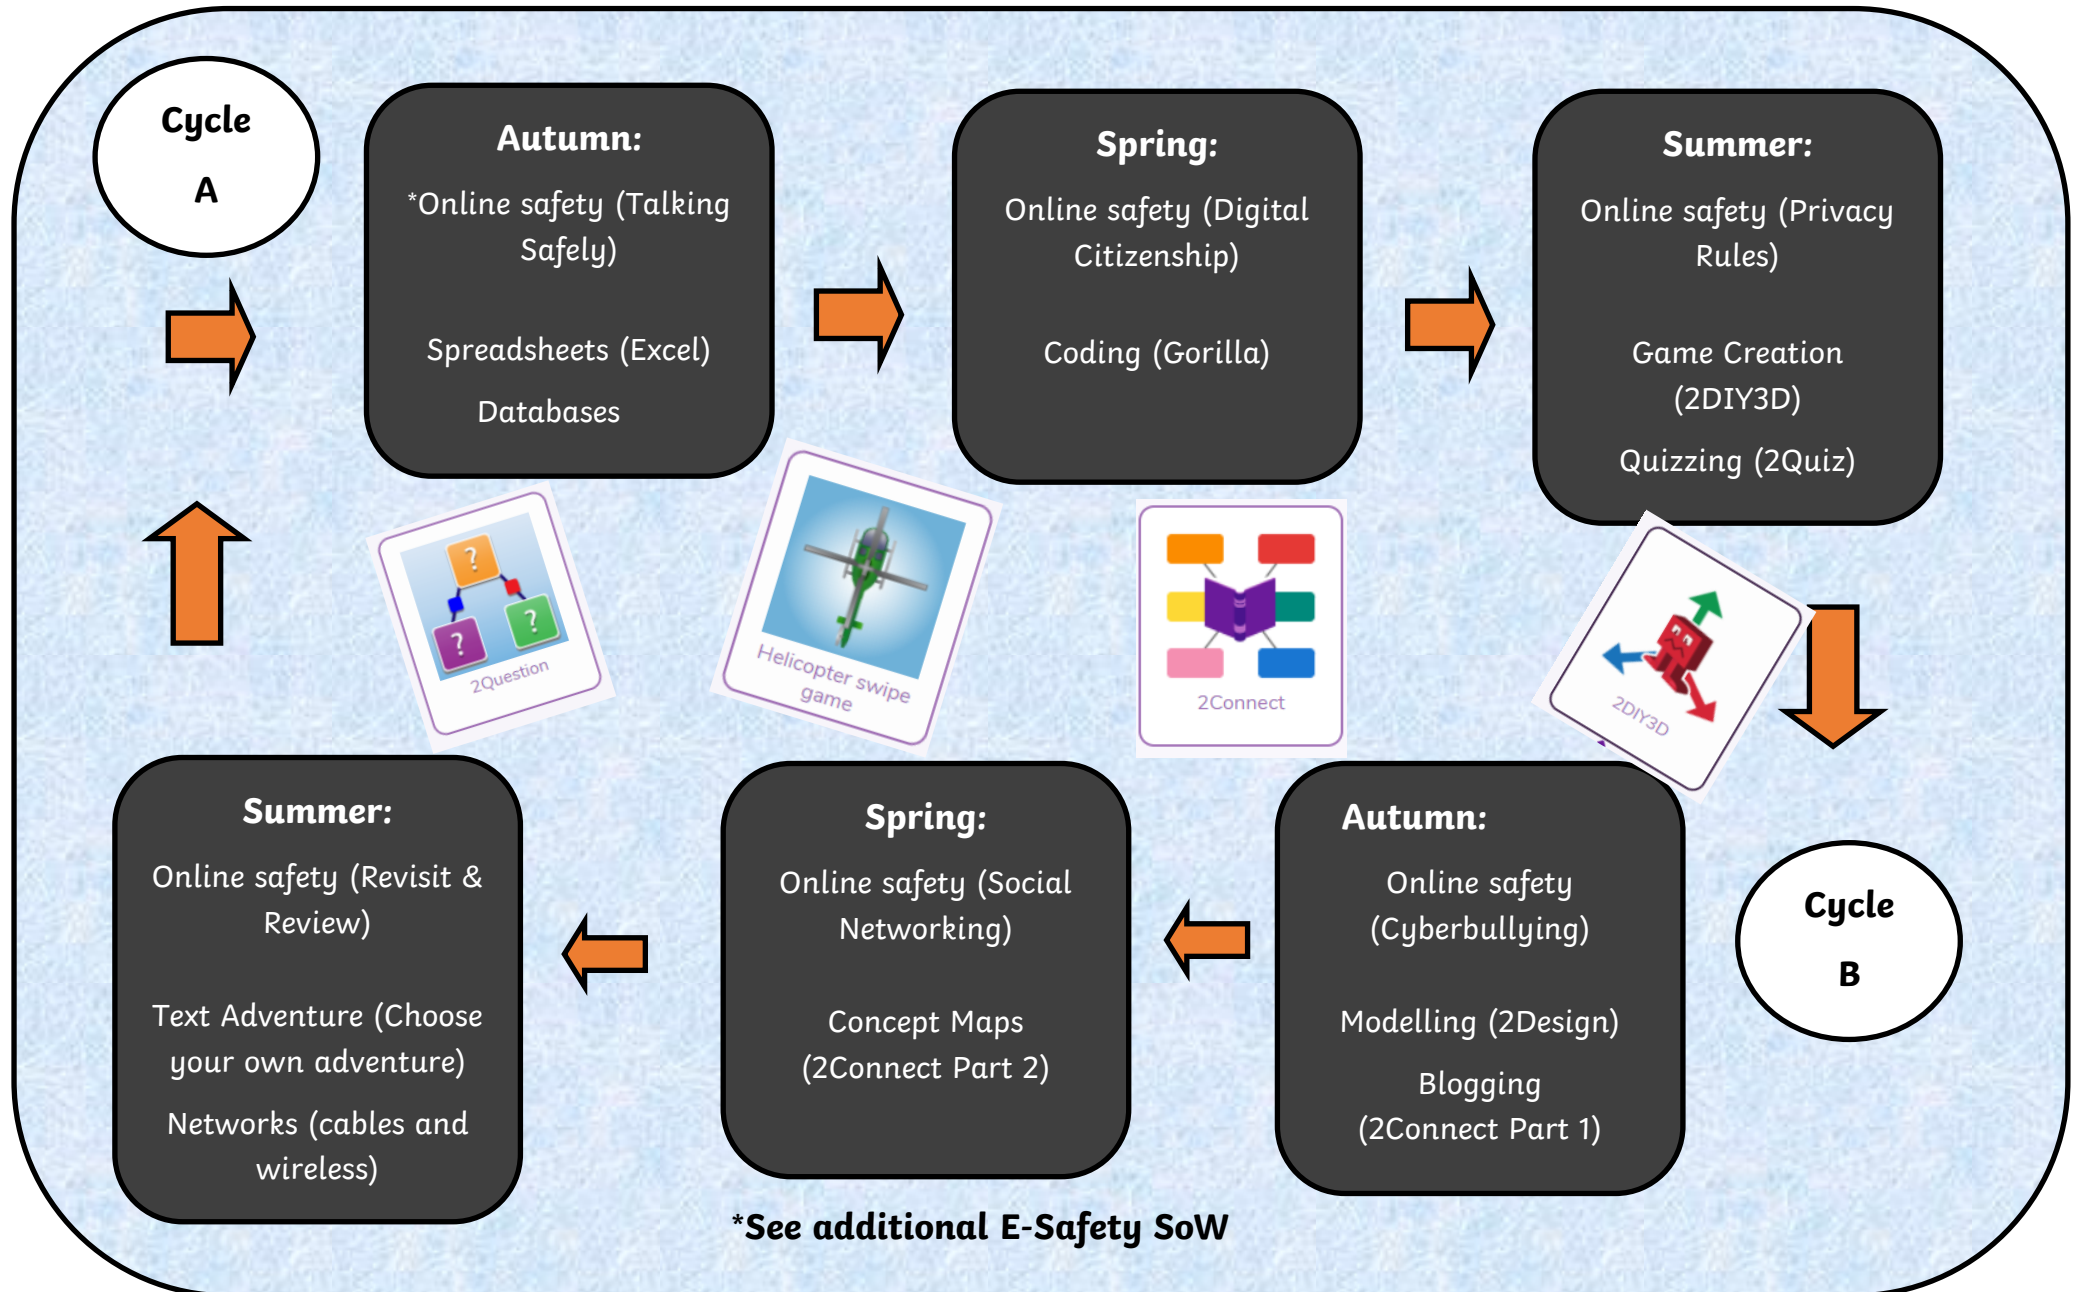 Cycle
A
Autumn:
*Online safety (Talking
Safely)
Spreadsheets (Excel)
Databases
Spring:
Online safety (Digital
Citizenship)
Coding (Gorilla)
Summer:
Online safety (Privacy
Rules)
Game Creation
(2DIY3D)
Quizzing (2Quiz)
?
?
?
2Question
Helicopter swipe
game
2Connect
2DIY3D
Cycle
B
Autumn:
Online safety
(Cyberbullying)
Modelling (2Design)
Blogging
(2Connect Part 1)
Spring:
Online safety (Social
Networking)
Concept Maps
(2Connect Part 2)
Summer:
Online safety (Revisit &
Review)
Text Adventure (Choose
your own adventure)
Networks (cables and
wireless)
*See additional E-Safety SoW